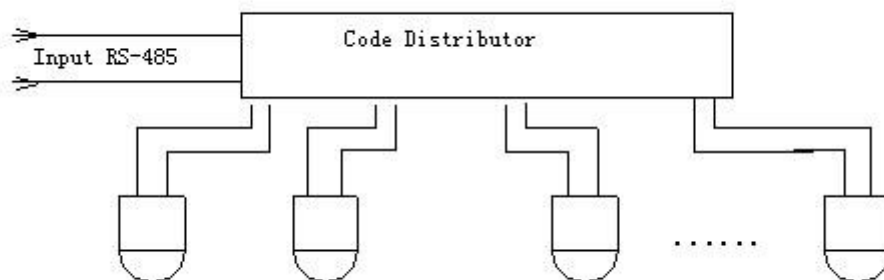 Code Distributor
Input RS-485
......